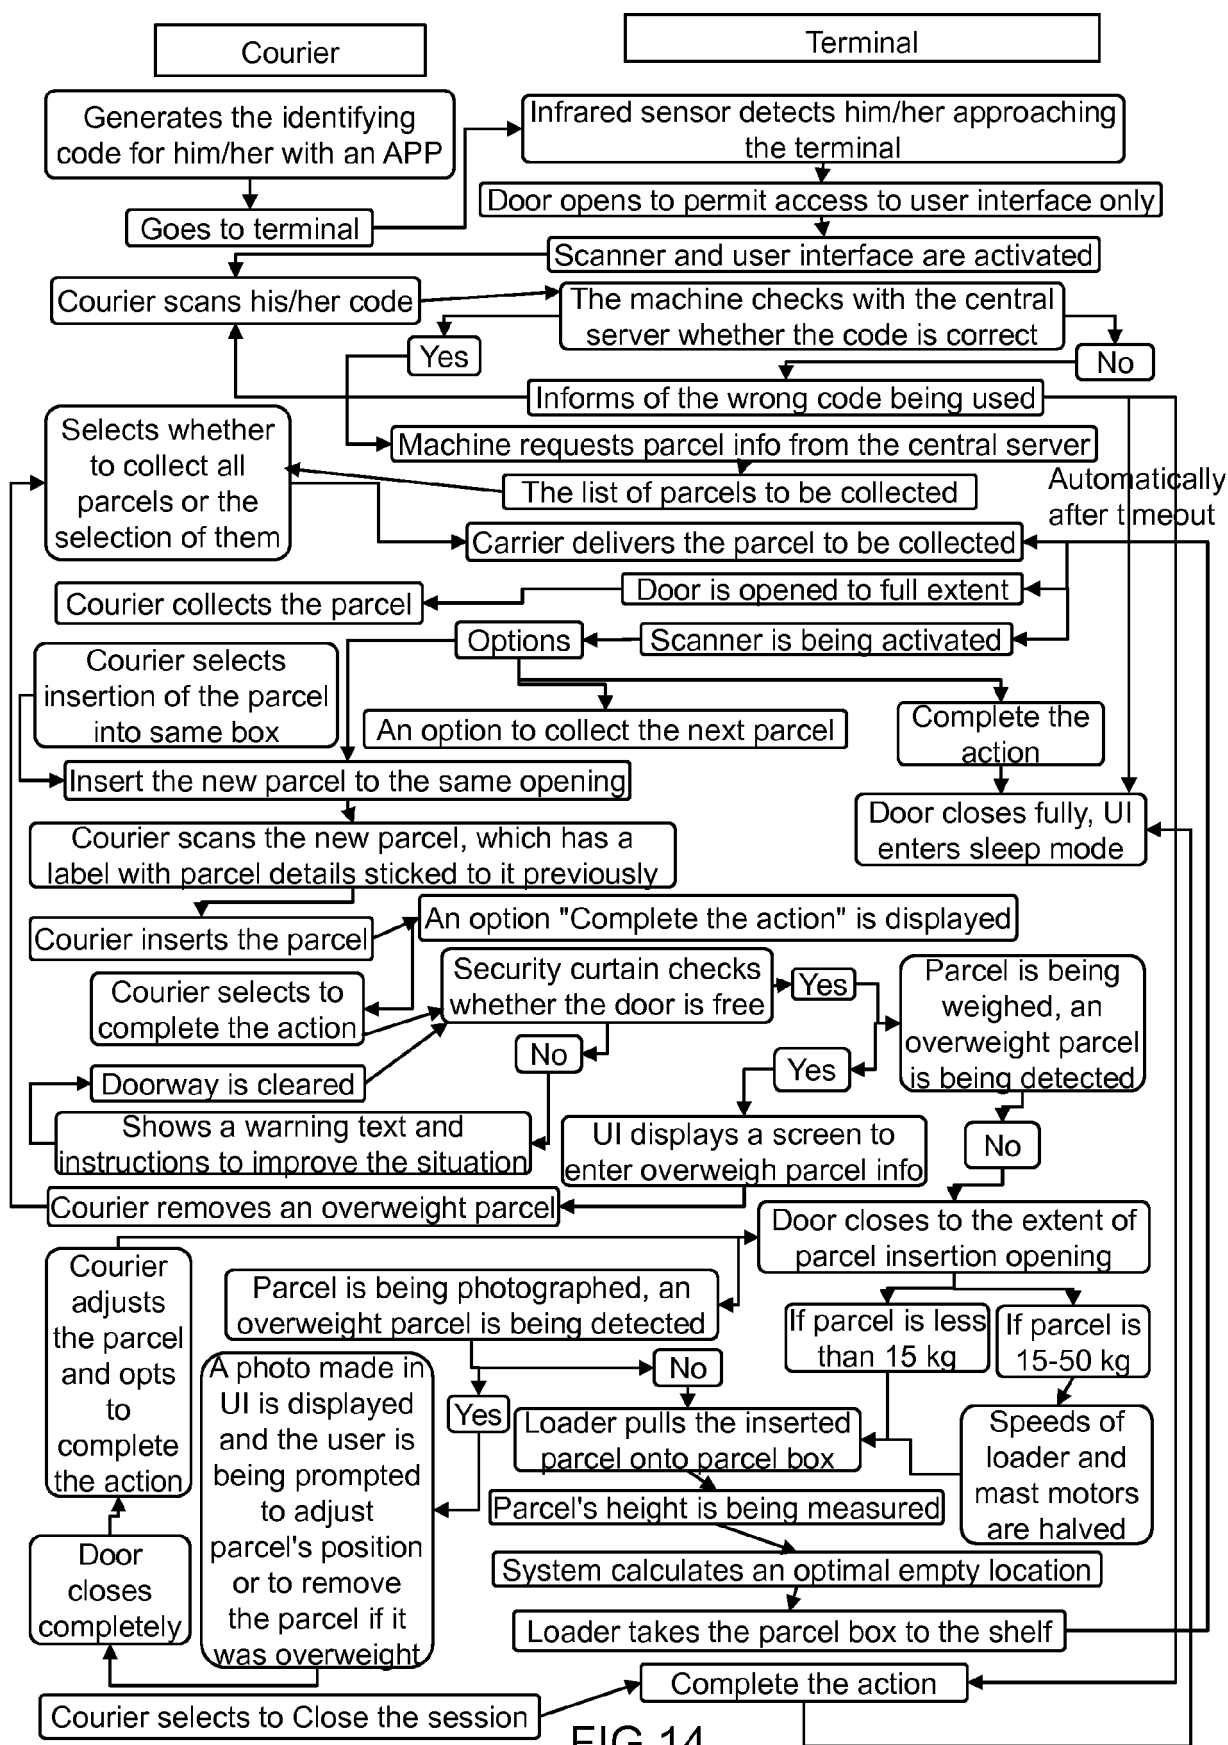 Courier
Terminal
Generates the identifying
code for him/her with an APP
Infrared sensor detects him/her approaching
the terminal
Goes to terminal
Door opens to permit access to user interface only
Scanner and user interface are activated
Courier scans his/her code
The machine checks with the central
server whether the code is correct
Yes
No
Informs of the wrong code being used
Selects whether
to collect all
parcels or the
selection of them
Machine requests parcel info from the central server
The list of parcels to be collected
Automatically
after timeout
Carrier delivers the parcel to be collected
Door is opened to full extent
Courier collects the parcel
Options
Scanner is being activated
Courier selects
insertion of the parcel
into same box
An option to collect the next parcel
Complete the
action
Insert the new parcel to the same opening
Door closes fully, UI
enters sleep mode
Courier scans the new parcel, which has a
label with parcel details sticked to it previously
An option "Complete the action" is displayed
Courier inserts the parcel
Security curtain checks
whether the door is free
Yes
Parcel is being
weighed, an
overweight parcel
is being detected
Courier selects to
complete the action
No
Yes
Doorway is cleared
Shows a warning text and
instructions to improve the situation
UI displays a screen to
enter overweigh parcel info
No
Courier removes an overweight parcel
Door closes to the extent of
parcel insertion opening
Courier
adjusts
the parcel
and opts
to
complete
the action
Parcel is being photographed, an
overweight parcel is being detected
If parcel is less
than 15 kg
If parcel is
15-50 kg
A photo made in
UI is displayed
and the user is
being prompted
to adjust
parcel's position
or to remove
the parcel if it
was overweight
No
Yes
Loader pulls the inserted
parcel onto parcel box
Speeds of
loader and
mast motors
are halved
Parcel's height is being measured
Door
closes
completely
System calculates an optimal empty location
Loader takes the parcel box to the shelf
Complete the action
Courier selects to Close the session
FIG 14